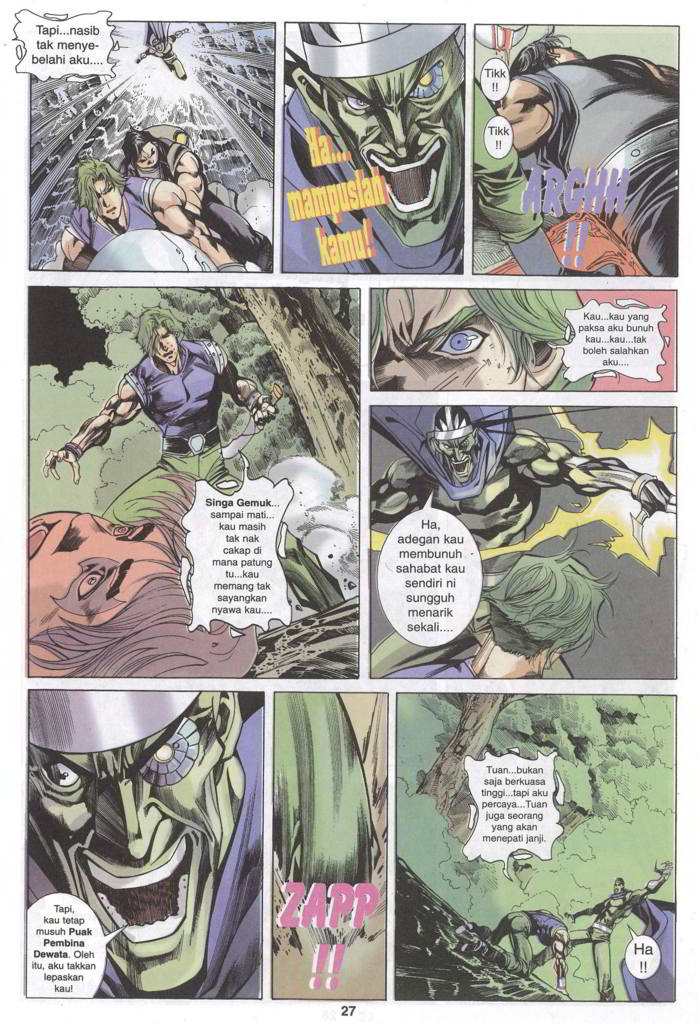 Tapi...nasib
tak menye-
belahi aku....
Ha....
mampuslah
kamu!
Tikk
!!
Tikk
!!
ARGHH
!!
Singa Gemuk...
sampai mati...
kau masih
tak nak
cakap di
mana patung
tu...kau
memang tak
sayangkan
nyawa kau....
Kau...kau yang
paksa aku bunuh
kau...kau...tak
boleh salahkan
aku....
Ha,
adegan kau
membunuh
sahabat kau
sendiri ni
sungguh
menarik
sekali....
Tapi,
kau tetap
musuh Puak
Pembina
Dewata. Oleh
itu, aku takkan
lepaskan
kau!
ZAPP
!!
Tuan...bukan
saja berkuasa
tinggi...tapi aku
percaya...Tuan
juga seorang
yang akan
menepati janji.
Ha
!!
27